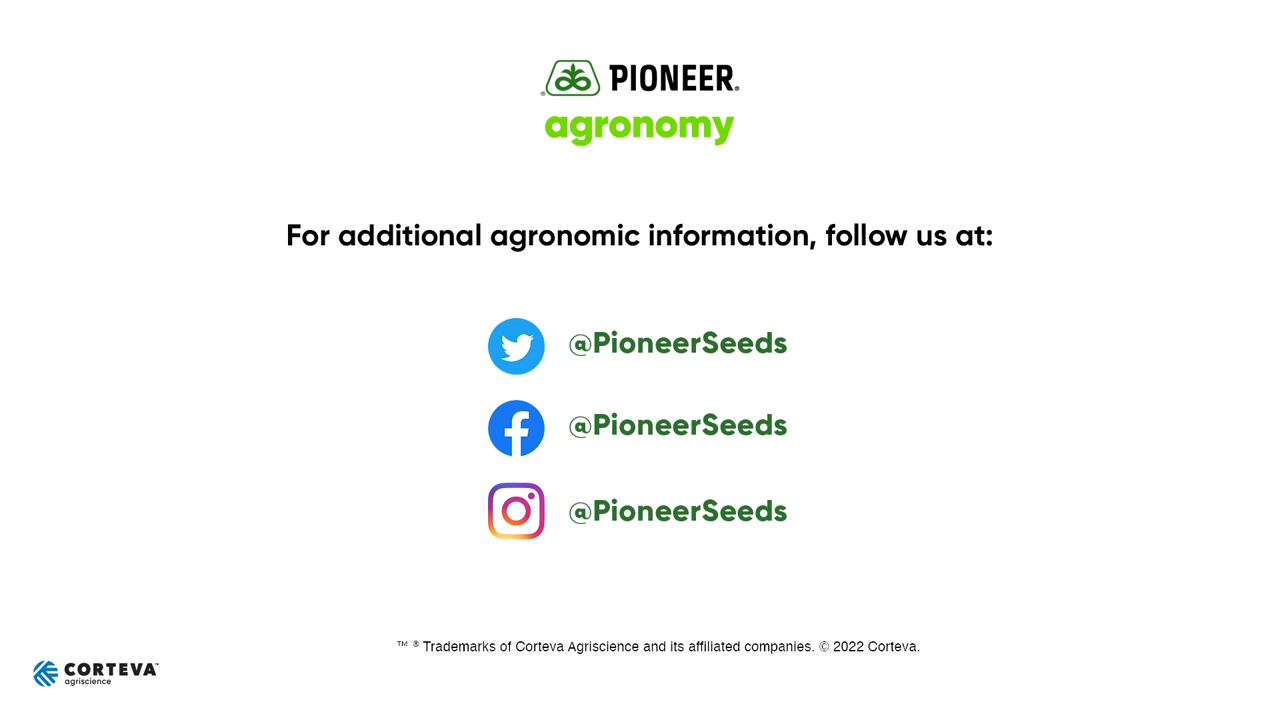 ® PIONEER®
agronomy
For additional agronomic information, follow us at:
@PioneerSeeds
@PioneerSeeds
@PioneerSeeds
™ ® Trademarks of Corteva Agriscience and its affiliated companies. © 2022 Corteva.
CORTEVA™
agriscience